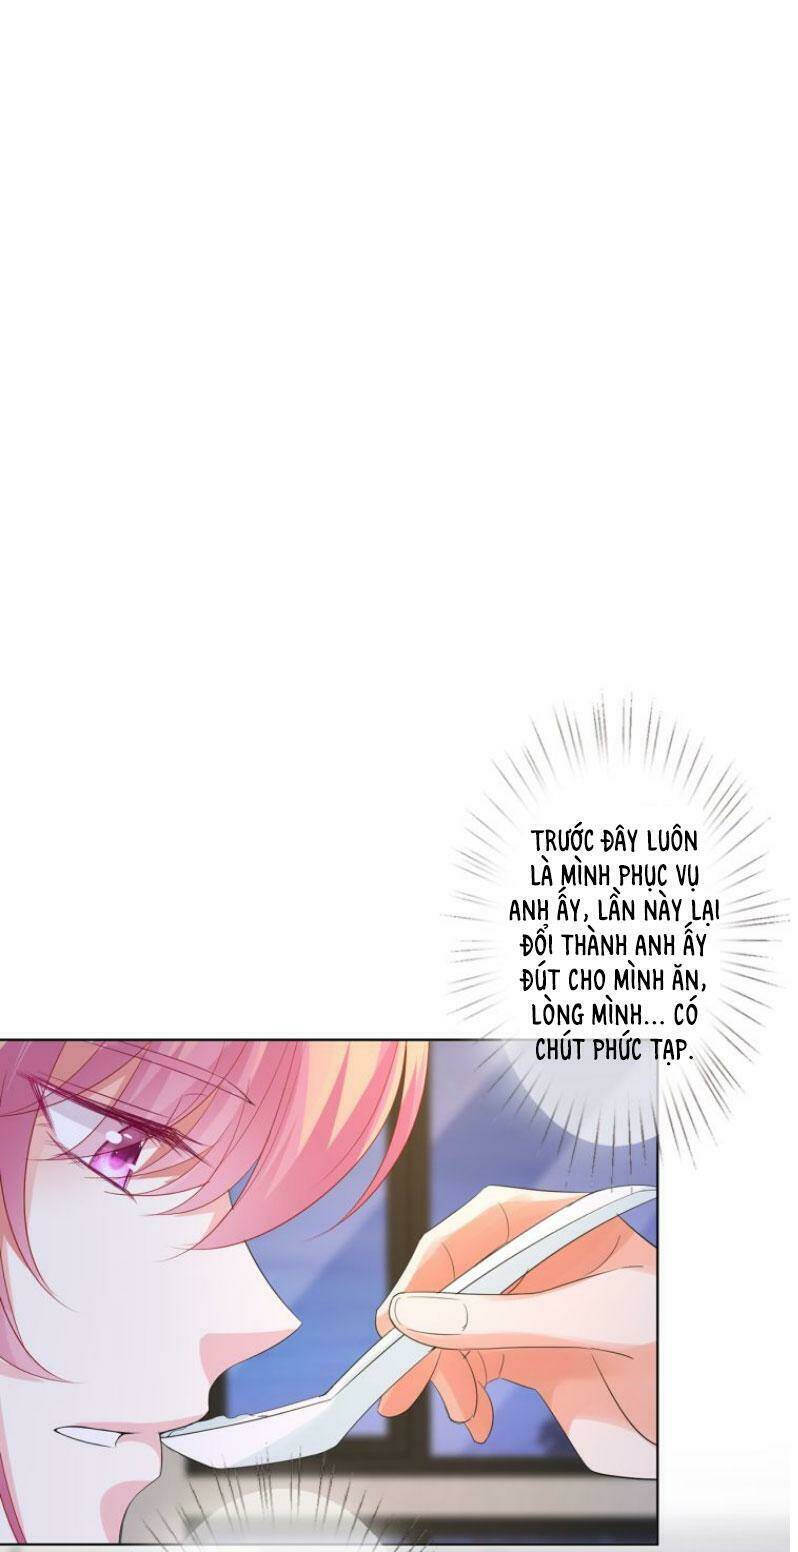 TRƯỚC ĐÂY LUÔN
LÀ MÌNH PHỤC VỤ
ANH ẤY, LẦN NÀY LẠI
ĐỔI THÀNH ANH ẤY
ĐÚT CHO MÌNH ĂN,
LÒNG MÌNH... CÓ
CHÚT PHỨC TẠP.